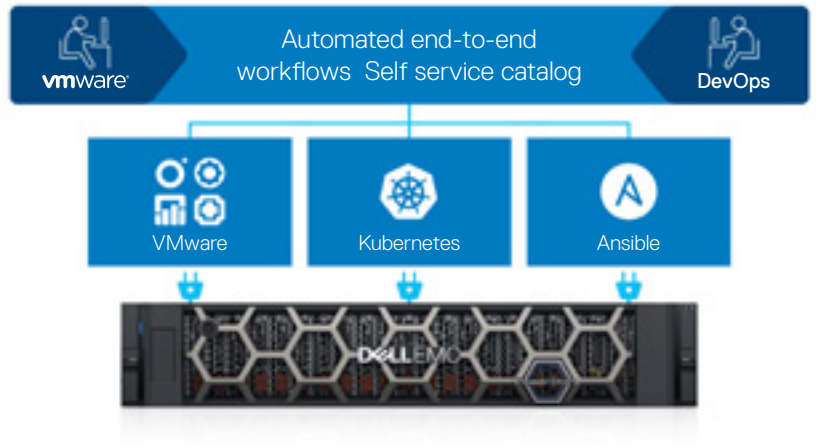 Automated end-to-end
workflows Self service catalog
vmware
DevOps
VMware
Kubernetes
Ansible
DELLEMC